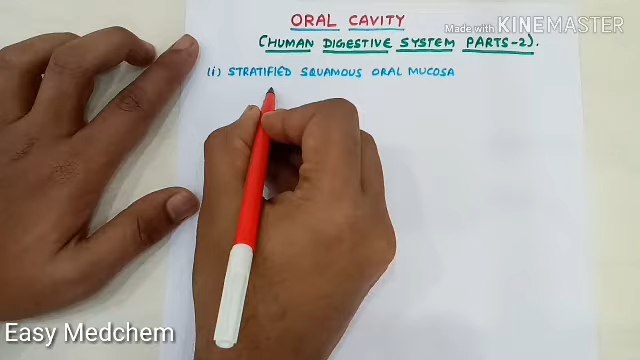 ORAL CAVITY
Made with KINEMASTER
(HUMAN DIGESTIVE SYSTEM PARTS-2).
(i) STRATIFIED SQUAMOUS ORAL MUCOSA
Easy Medchem